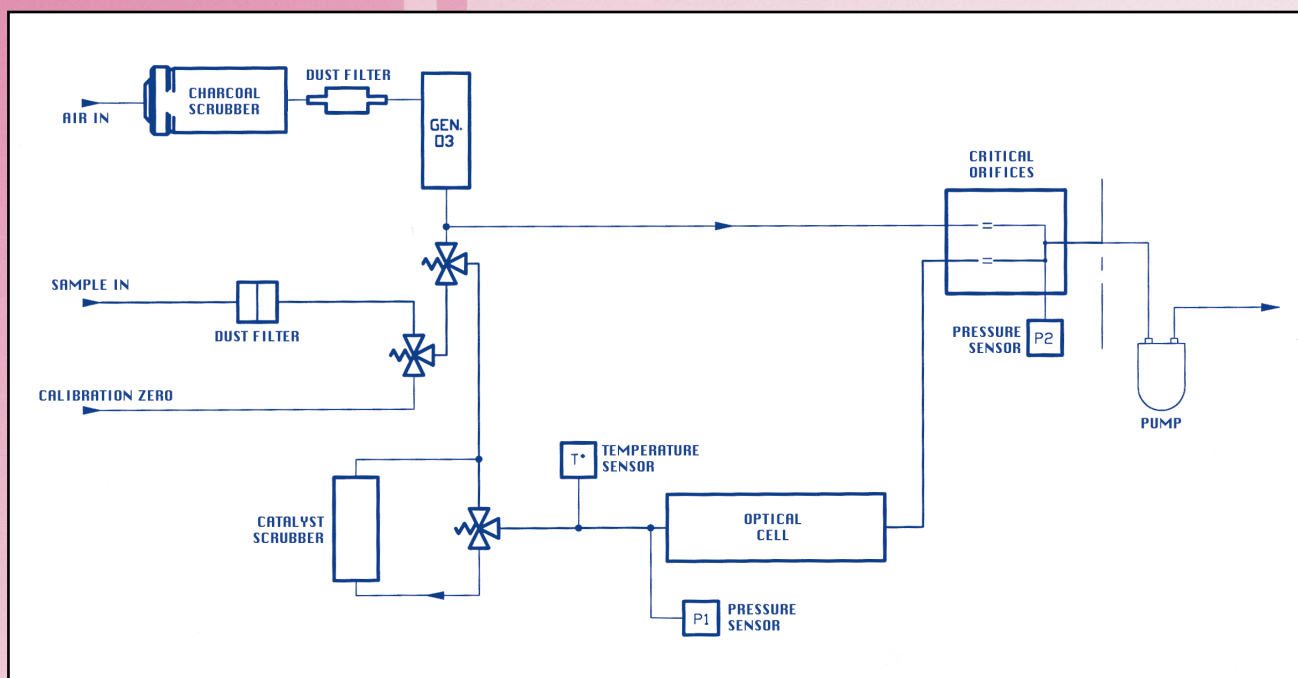 CHARCOAL
SCRUBBER
AIR IN
DUST FILTER
GEN.
O3
CRITICAL
ORIFICES
SAMPLE IN
DUST FILTER
PRESSURE
SENSOR
P2
CALIBRATION ZERO
PUMP
T°
TEMPERATURE
SENSOR
CATALYST
SCRUBBER
OPTICAL
CELL
P1
PRESSURE
SENSOR